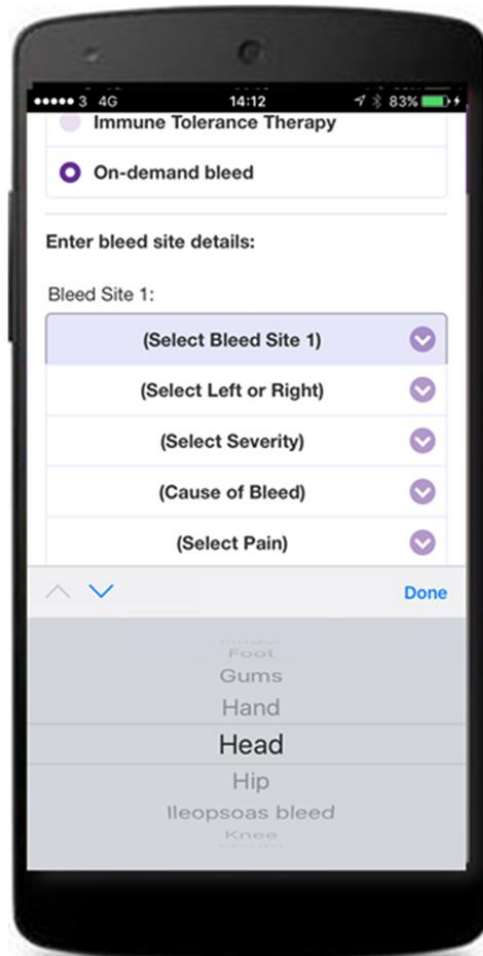 3 4G 14:12 83%
Immune Tolerance Therapy
On-demand bleed
Enter bleed site details:
Bleed Site 1:
(Select Bleed Site 1)
(Select Left or Right)
(Select Severity)
(Cause of Bleed)
(Select Pain)
Done
Foot
Gums
Hand
Head
Hip
Ileopsoas bleed
Knee